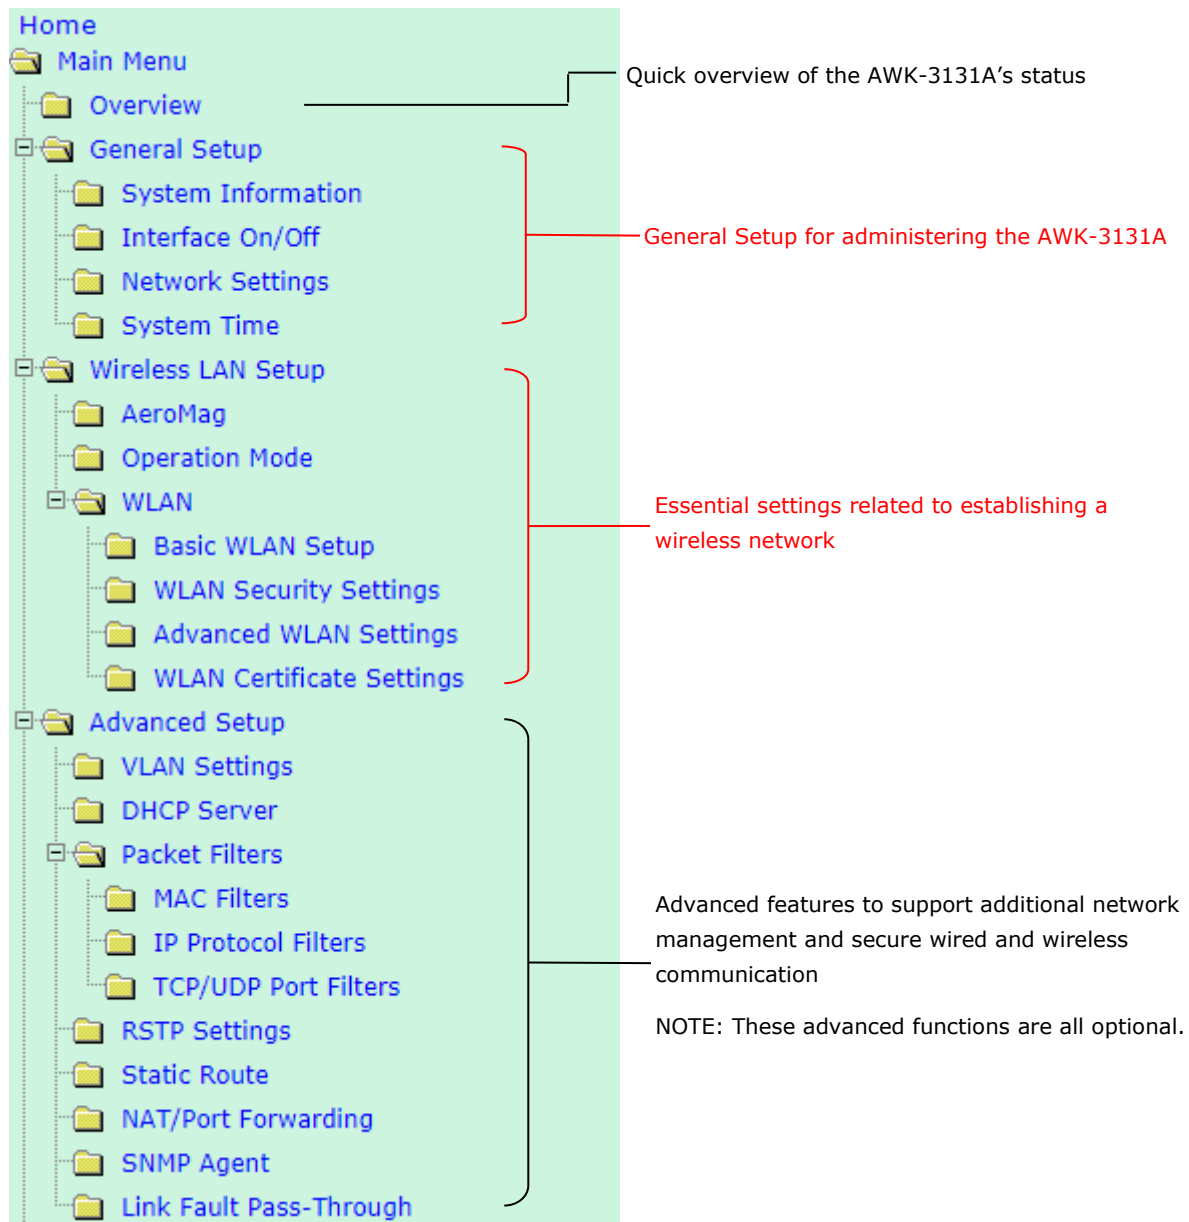 Home
Main Menu
Quick overview of the AWK-3131A’s status
Overview
General Setup
System Information
Interface On/Off
General Setup for administering the AWK-3131A
Network Settings
System Time
Wireless LAN Setup
AeroMag
Operation Mode
WLAN
Essential settings related to establishing a
wireless network
Basic WLAN Setup
WLAN Security Settings
Advanced WLAN Settings
WLAN Certificate Settings
Advanced Setup
VLAN Settings
DHCP Server
Packet Filters
MAC Filters
IP Protocol Filters
TCP/UDP Port Filters
Advanced features to support additional network
management and secure wired and wireless
communication
NOTE: These advanced functions are all optional.
RSTP Settings
Static Route
NAT/Port Forwarding
SNMP Agent
Link Fault Pass-Through